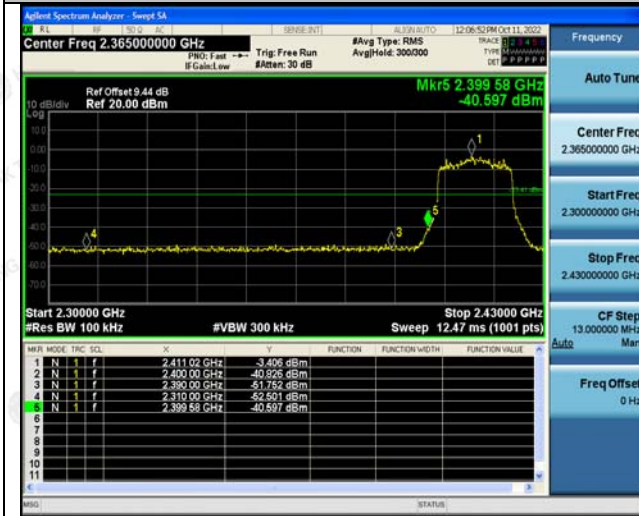 Agilent Spectrum Analyzer - Swept SA
RL RF 50 Ω AC SENSE:INT ALIGN AUTO 12:06:52 PM Oct 11, 2022
Center Freq 2.365000000 GHz
PNO: Fast
IFGain:Low
Trig: Free Run
#Atten: 30 dB
#Avg Type: RMS
Avg|Hold: 300/300
TRACE 1 2 3 4 5 6
TYPE
DET P P P P P P
Ref Offset 9.44 dB
Ref 20.00 dBm
10 dB/div
Log
Mkr5 2.399 58 GHz
-40.597 dBm
10.0
0.00
-10.0
-20.0
-30.0
-40.0
-50.0
-60.0
-70.0
1
5
4
3
Start 2.30000 GHz
Stop 2.43000 GHz
#Res BW 100 kHz
#VBW 300 kHz
Sweep 12.47 ms (1001 pts)
MKR MODE TRC SCL X Y FUNCTION FUNCTION WIDTH FUNCTION VALUE
1 N 1 f 2.411 02 GHz -3.406 dBm
2 N 1 f 2.400 00 GHz -40.826 dBm
3 N 1 f 2.390 00 GHz -51.752 dBm
4 N 1 f 2.310 00 GHz -52.501 dBm
5 N 1 f 2.399 58 GHz -40.597 dBm
6
7
8
9
10
11
MSG
STATUS
Frequency
Auto Tune
Center Freq
2.365000000 GHz
Start Freq
2.300000000 GHz
Stop Freq
2.430000000 GHz
CF Step
13.000000 MHz
Auto Man
Freq Offset
0 Hz